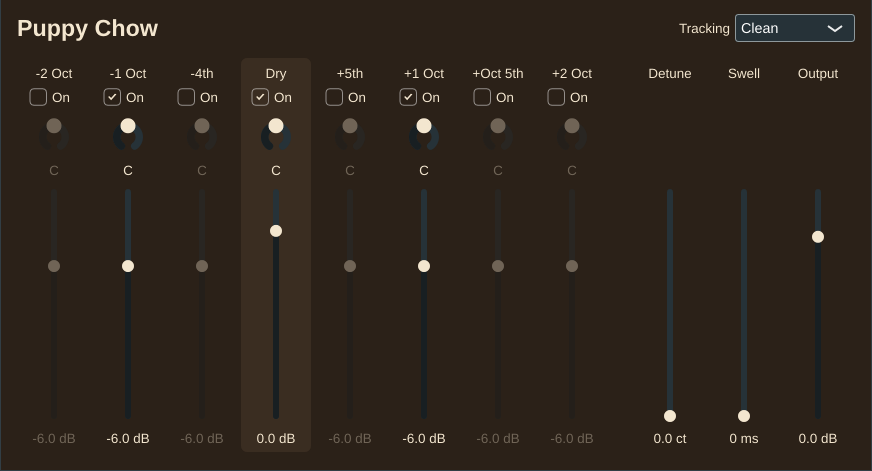 Puppy Chow
Tracking Clean
-2 Oct -1 Oct -4th Dry +5th +1 Oct +Oct 5th +2 Oct Detune Swell Output
On On On On On On On On
C C C C C C C C
-6.0 dB -6.0 dB -6.0 dB 0.0 dB -6.0 dB -6.0 dB -6.0 dB -6.0 dB 0.0 ct 0 ms 0.0 dB